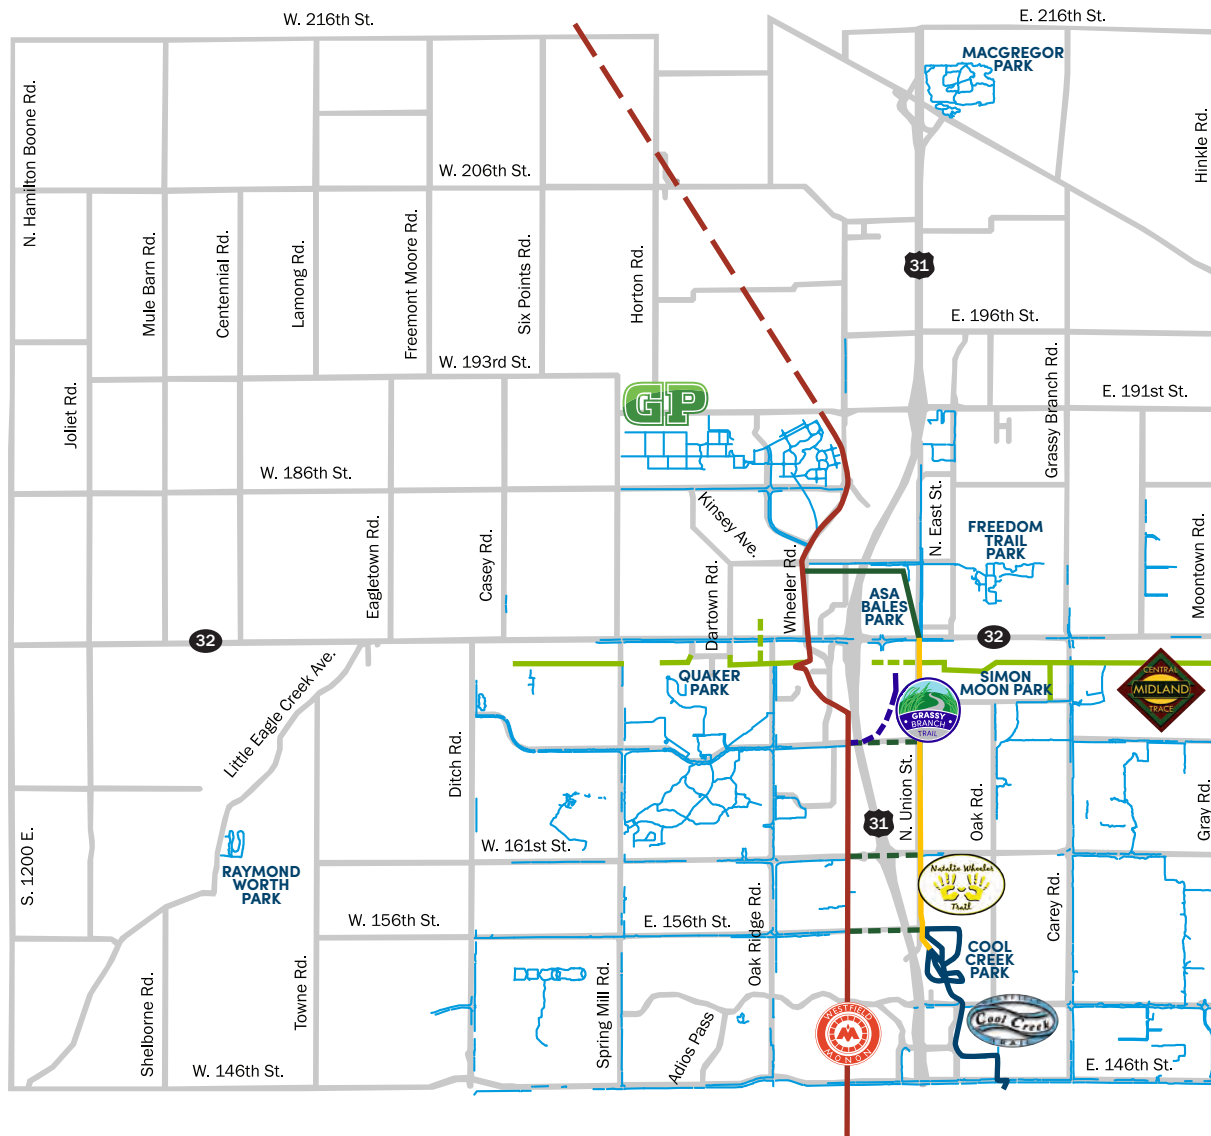 W. 216th St.
E. 216th St.
MACGREGOR
PARK
N. Hamilton Boone Rd.
Hinkle Rd.
W. 206th St.
Mule Barn Rd.
Centennial Rd.
Lamong Rd.
Freemont Moore Rd.
Six Points Rd.
Horton Rd.
31
E. 196th St.
W. 193rd St.
Joliet Rd.
GP
Grassy Branch Rd.
E. 191st St.
W. 186th St.
Kinsey Ave.
N. East St.
FREEDOM
TRAIL
PARK
Eagletown Rd.
Casey Rd.
Dartown Rd.
Wheeler Rd.
Moontown Rd.
ASA
BALES
PARK
32
32
Little Eagle Creek Ave.
QUAKER
PARK
SIMON
MOON PARK
CENTRAL
MIDLAND
TRACE
GRASSY
BRANCH
TRAIL
Ditch Rd.
N. Union St.
Oak Rd.
Gray Rd.
31
S. 1200 E.
RAYMOND
WORTH
PARK
W. 161st St.
Natalie Wheeler
Trail
W. 156th St.
E. 156th St.
Oak Ridge Rd.
Carey Rd.
COOL
CREEK
PARK
Shelborne Rd.
Towne Rd.
Spring Mill Rd.
Adios Pass
WESTFIELD
M
MONON
WESTFIELD
Cool Creek
TRAIL
W. 146th St.
E. 146th St.